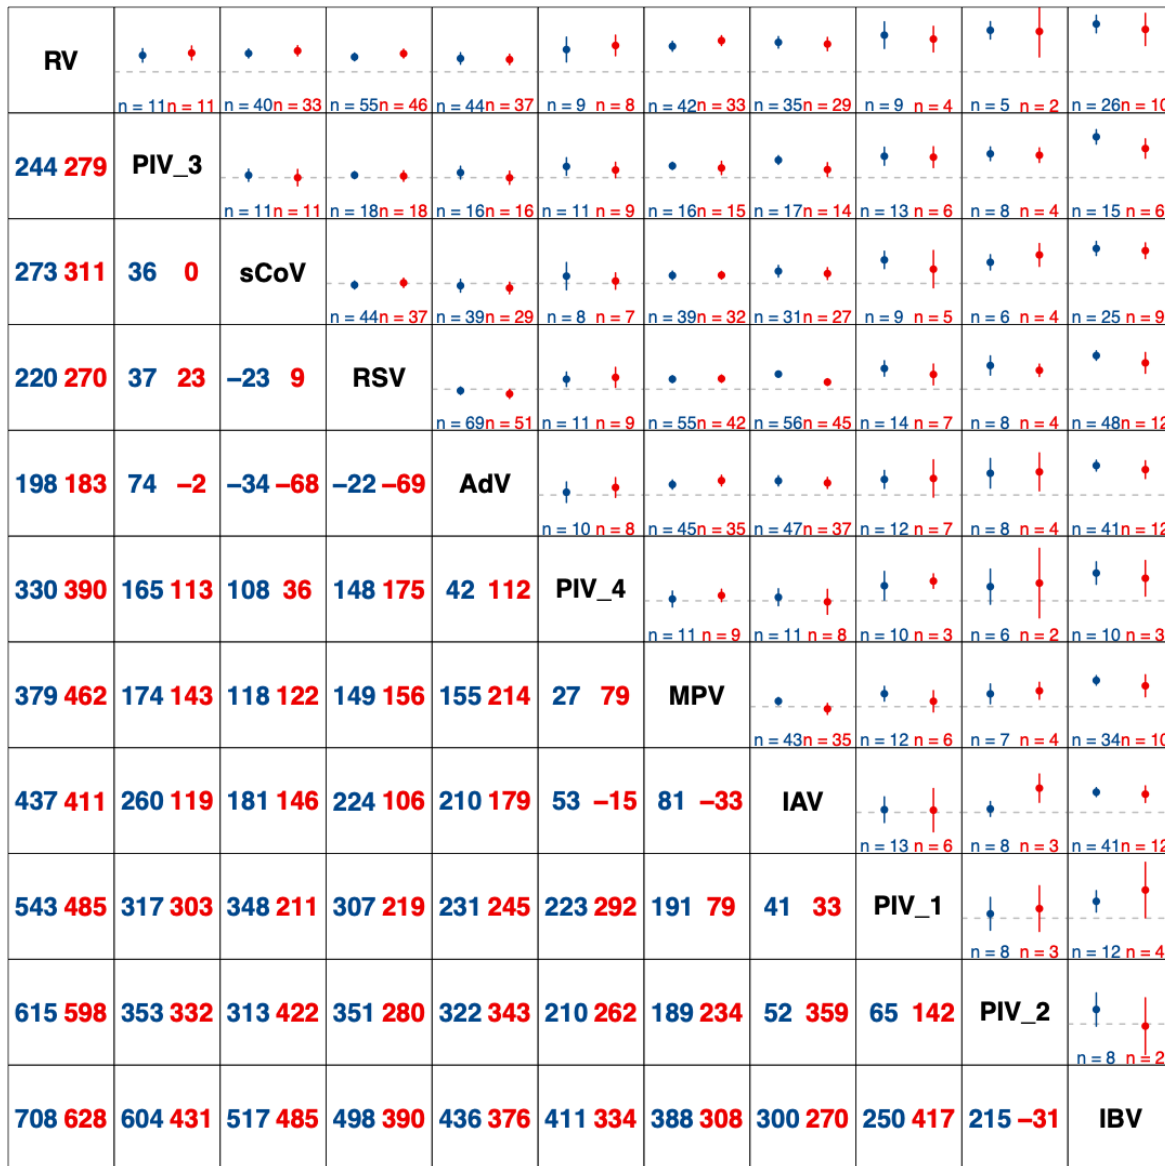 RV n = 11 n = 11 n = 40 n = 33 n = 55 n = 46 n = 44 n = 37 n = 9 n = 8 n = 42 n = 33 n = 35 n = 29 n = 9 n = 4 n = 5 n = 2 n = 26 n = 10
244 279 PIV_3 n = 11 n = 11 n = 18 n = 18 n = 16 n = 16 n = 11 n = 9 n = 16 n = 15 n = 17 n = 14 n = 13 n = 6 n = 8 n = 4 n = 15 n = 6
273 311 36 0 sCoV n = 44 n = 37 n = 39 n = 29 n = 8 n = 7 n = 39 n = 32 n = 31 n = 27 n = 9 n = 5 n = 6 n = 4 n = 25 n = 9
220 270 37 23 −23 9 RSV n = 69 n = 51 n = 11 n = 9 n = 55 n = 42 n = 56 n = 45 n = 14 n = 7 n = 8 n = 4 n = 48 n = 12
198 183 74 −2 −34 −68 −22 −69 AdV n = 10 n = 8 n = 45 n = 35 n = 47 n = 37 n = 12 n = 7 n = 8 n = 4 n = 41 n = 12
330 390 165 113 108 36 148 175 42 112 PIV_4 n = 11 n = 9 n = 11 n = 8 n = 10 n = 3 n = 6 n = 2 n = 10 n = 3
379 462 174 143 118 122 149 156 155 214 27 79 MPV n = 43 n = 35 n = 12 n = 6 n = 7 n = 4 n = 34 n = 10
437 411 260 119 181 146 224 106 210 179 53 −15 81 −33 IAV n = 13 n = 6 n = 8 n = 3 n = 41 n = 12
543 485 317 303 348 211 307 219 231 245 223 292 191 79 41 33 PIV_1 n = 8 n = 3 n = 12 n = 4
615 598 353 332 313 422 351 280 322 343 210 262 189 234 52 359 65 142 PIV_2 n = 8 n = 2
708 628 604 431 517 485 498 390 436 376 411 334 388 308 300 270 250 417 215 −31 IBV